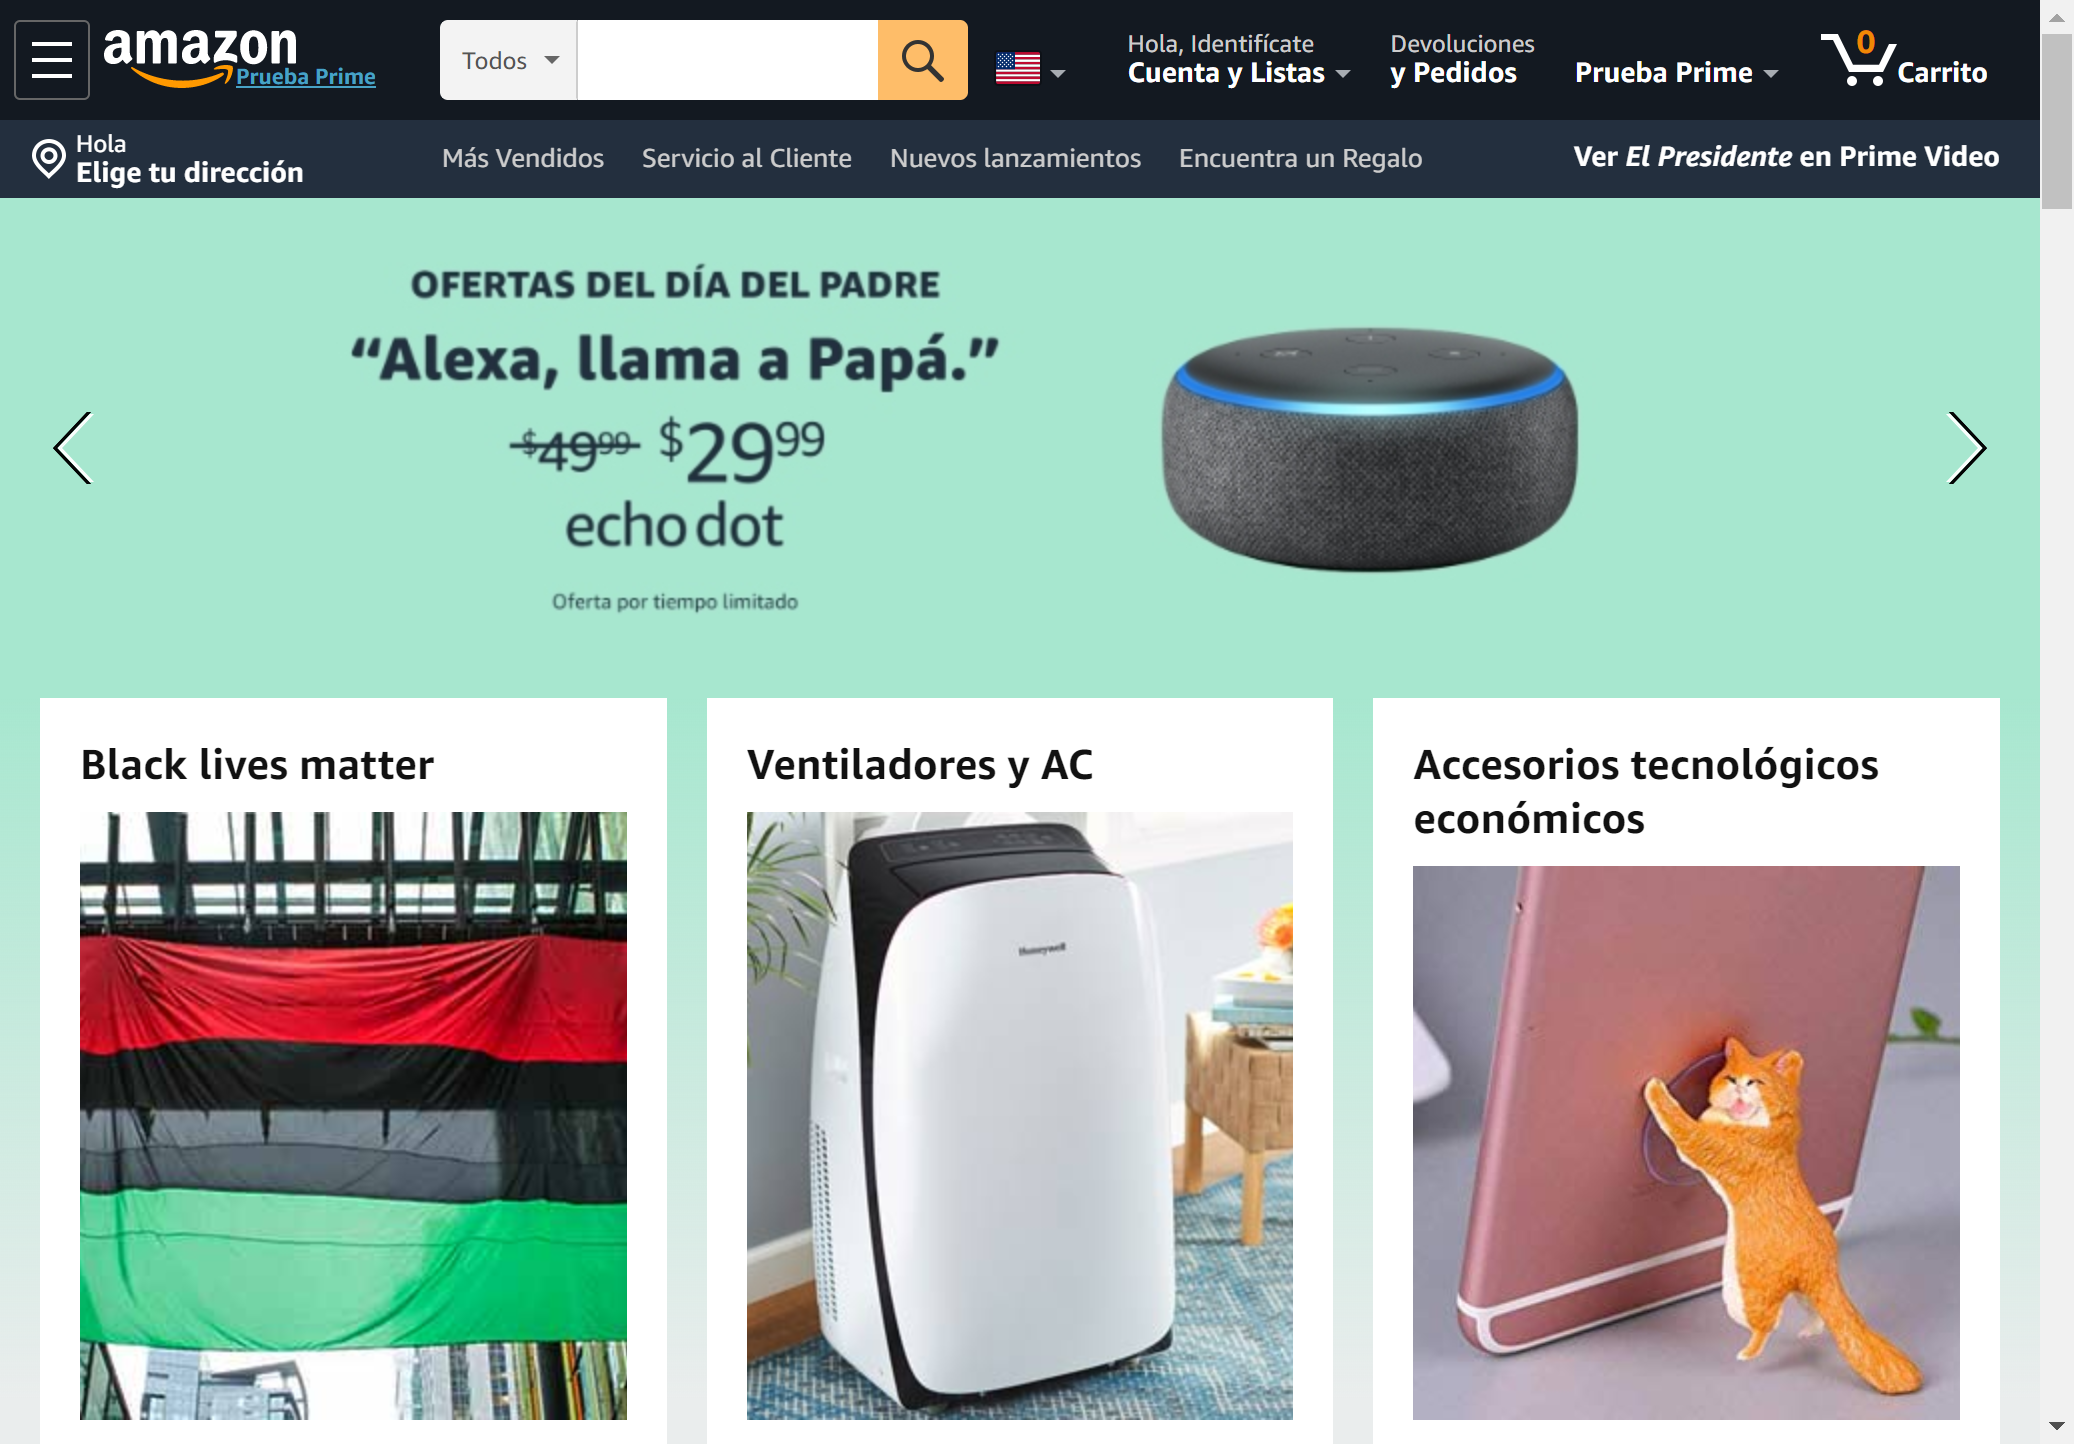 amazon
Prueba Prime
Todos
Hola, Identifícate
Cuenta y Listas
Devoluciones
y Pedidos
Prueba Prime
0
Carrito
Hola
Elige tu dirección
Más Vendidos
Servicio al Cliente
Nuevos lanzamientos
Encuentra un Regalo
Ver El Presidente en Prime Video
OFERTAS DEL DÍA DEL PADRE
“Alexa, llama a Papá.”
$49.99 $29.99
echo dot
Oferta por tiempo limitado
Black lives matter
Ventiladores y AC
Accesorios tecnológicos
económicos
Honeywell